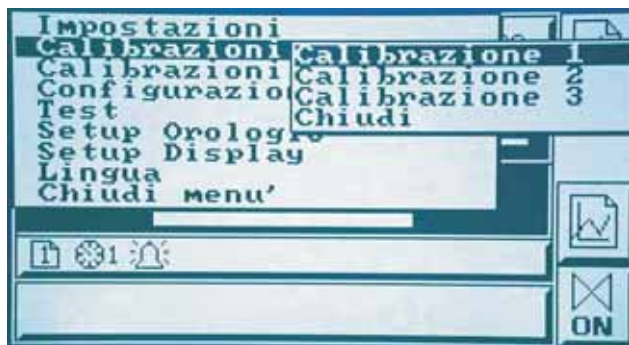 Impostazioni
Calibrazioni
Calibrazioni
Configurazio
Test
Setup Orologio
Setup Display
Lingua
Chiudi menu'
Calibrazione 1
Calibrazione 2
Calibrazione 3
Chiudi
1 1
ON